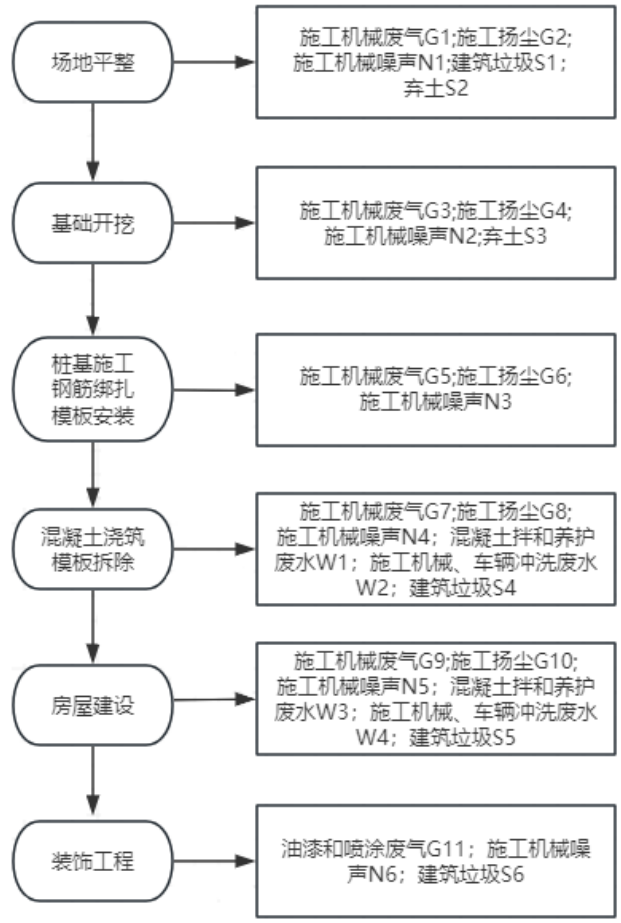 场地平整
施工机械废气G1;施工扬尘G2;
施工机械噪声N1;建筑垃圾S1；
弃土S2
基础开挖
施工机械废气G3;施工扬尘G4;
施工机械噪声N2;弃土S3
桩基施工
钢筋绑扎
模板安装
施工机械废气G5;施工扬尘G6;
施工机械噪声N3
混凝土浇筑
模板拆除
施工机械废气G7;施工扬尘G8;
施工机械噪声N4；混凝土拌和养护
废水W1；施工机械、车辆冲洗废水
W2；建筑垃圾S4
房屋建设
施工机械废气G9;施工扬尘G10;
施工机械噪声N5；混凝土拌和养护
废水W3；施工机械、车辆冲洗废水
W4；建筑垃圾S5
装饰工程
油漆和喷涂废气G11；施工机械噪
声N6；建筑垃圾S6